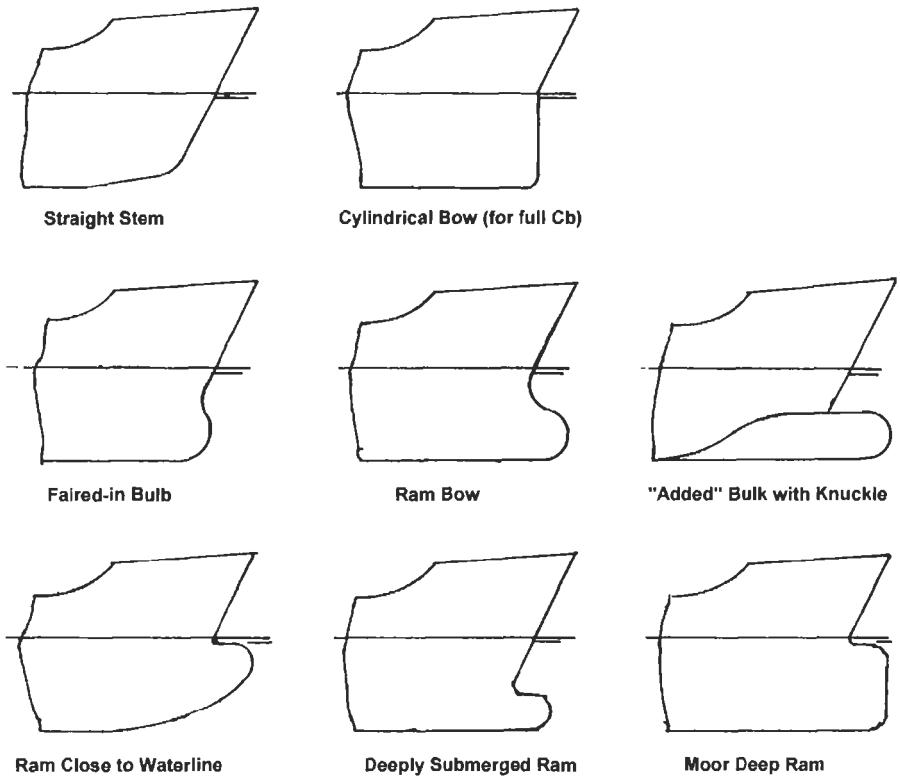 Straight Stem
Cylindrical Bow (for full Cb)
Faired-in Bulb
Ram Bow
"Added" Bulk with Knuckle
Ram Close to Waterline
Deeply Submerged Ram
Moor Deep Ram